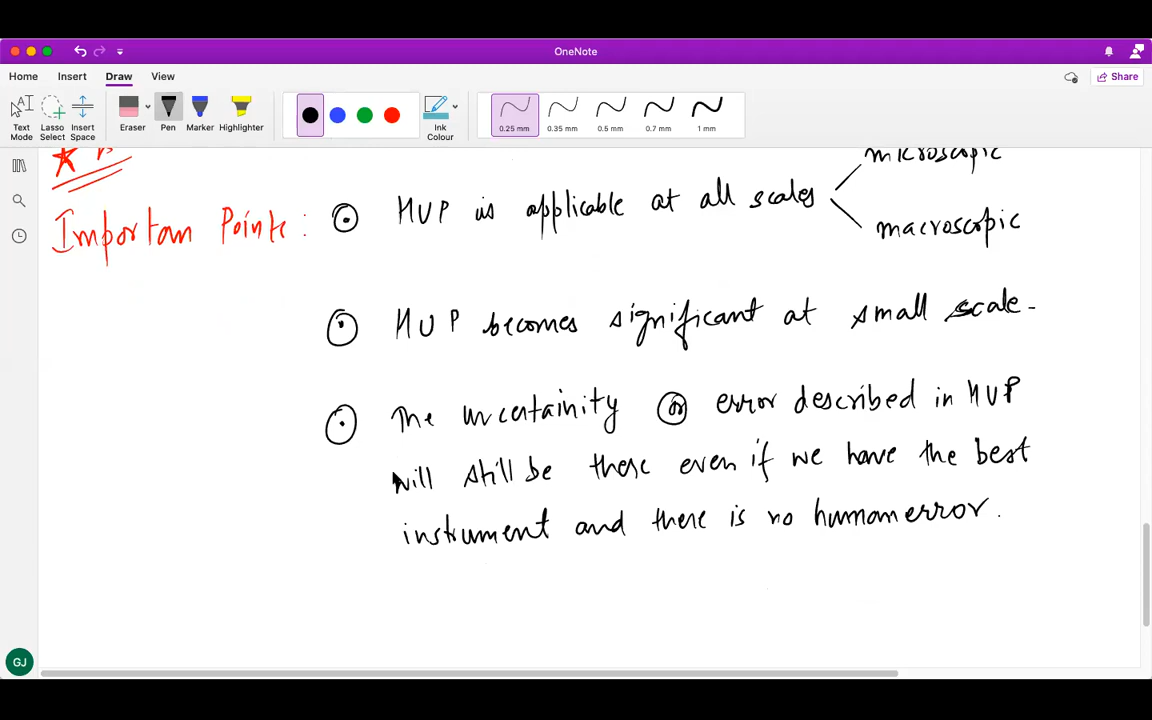 OneNote
Home Insert Draw View
Share
Text Mode
Lasso Select
Insert Space
Eraser
Pen
Marker
Highlighter
Ink Colour
0.25 mm
0.35 mm
0.5 mm
0.7 mm
1 mm
microscopic
Importan Points :
HUP is applicable at all scales
macroscopic
HUP becomes significant at small scale -
The uncertainity or error described in HUP
will still be there even if we have the best
instrument and there is no human error.
GJ